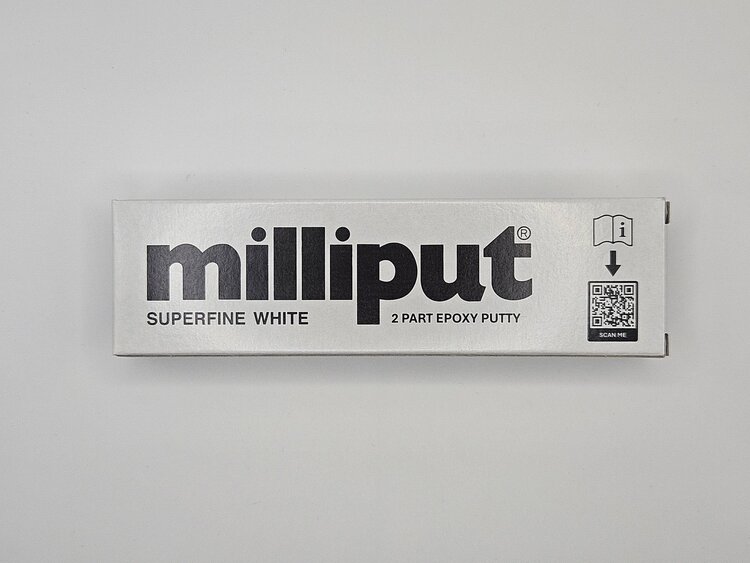 milliput®
SUPERFINE WHITE
2 PART EPOXY PUTTY
i
SCAN ME